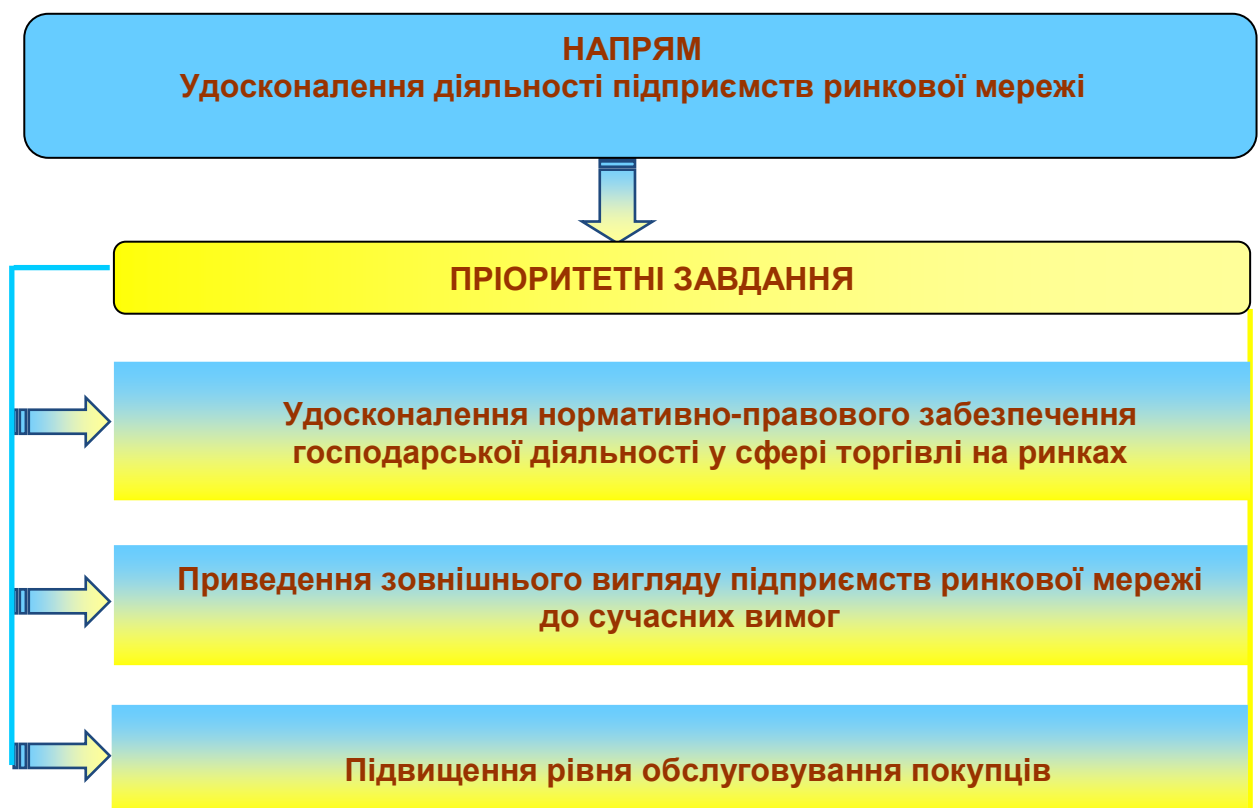 НАПРЯМ
Удосконалення діяльності підприємств ринкової мережі
ПРІОРИТЕТНІ ЗАВДАННЯ
Удосконалення нормативно-правового забезпечення
господарської діяльності у сфері торгівлі на ринках
Приведення зовнішнього вигляду підприємств ринкової мережі
до сучасних вимог
Підвищення рівня обслуговування покупців